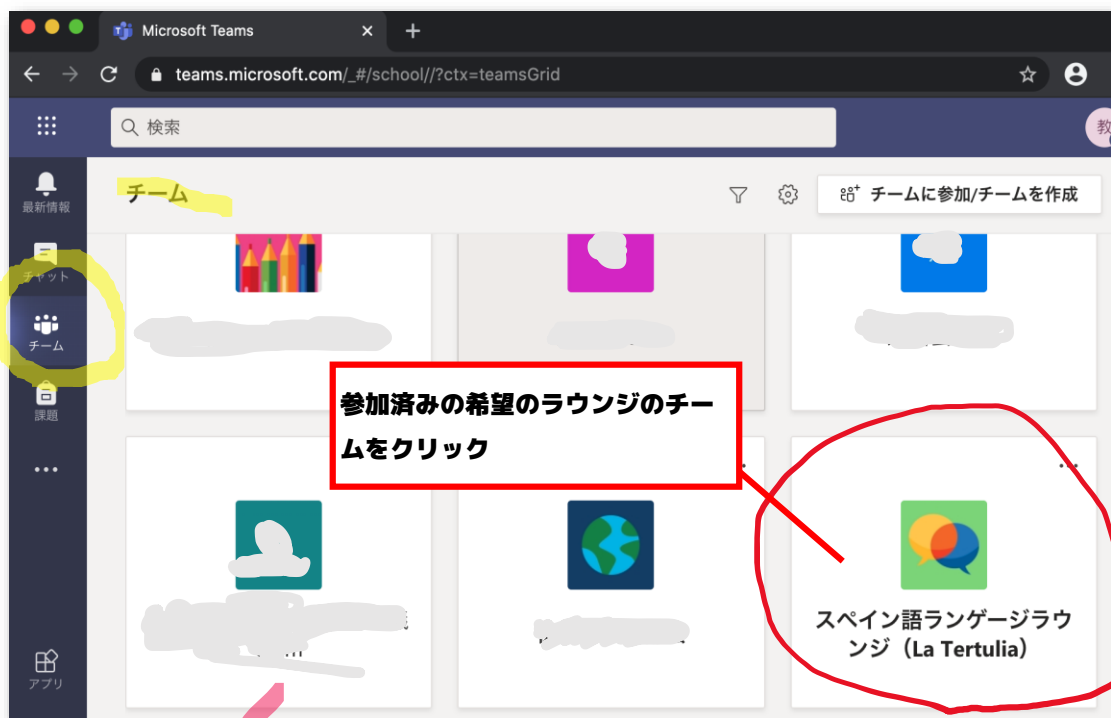 Microsoft Teams
teams.microsoft.com/_#/school//?ctx=teamsGrid
検索
教
最新情報
チーム
チームに参加/チームを作成
チャット
チーム
参加済みの希望のラウンジのチー
ムをクリック
課題
スペイン語ランゲージラウ
ンジ（La Tertulia）
アプリ